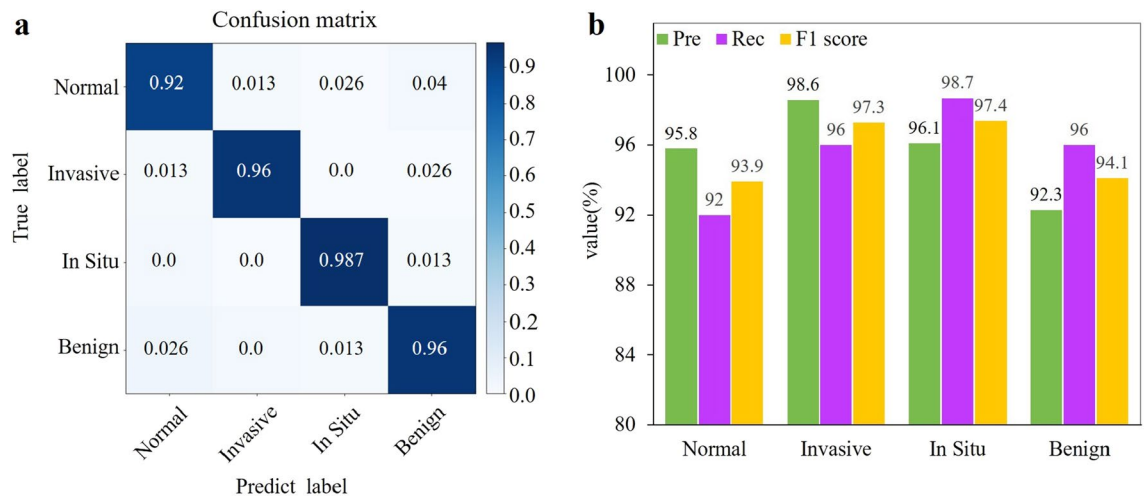 a
Confusion matrix
True label
Normal 0.92 0.013 0.026 0.04
Invasive 0.013 0.96 0.0 0.026
In Situ 0.0 0.0 0.987 0.013
Benign 0.026 0.0 0.013 0.96
Normal Invasive In Situ Benign
Predict label
0.9
0.8
0.7
0.6
0.5
0.4
0.3
0.2
0.1
0.0
b
Pre Rec F1 score
value(%)
100
96
92
88
84
80
95.8 92 93.9
98.6 96 97.3
96.1 98.7 97.4
92.3 96 94.1
Normal Invasive In Situ Benign